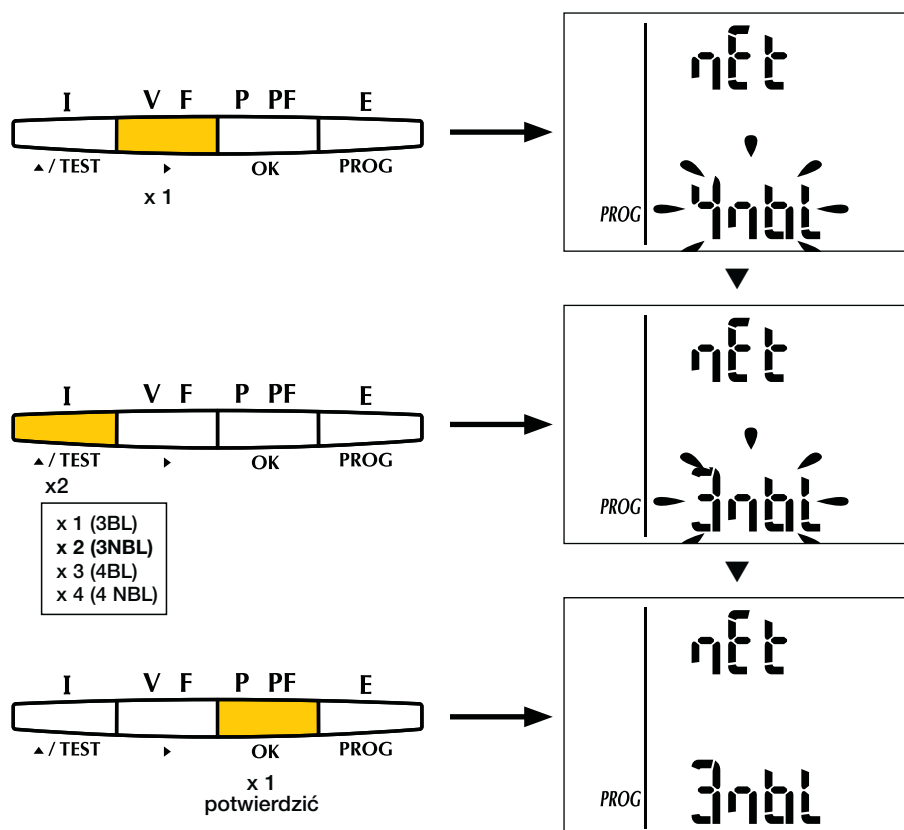 I V F P PF E
▲ / TEST ▶ OK PROG
x 1
nEt
PROG 4nbL
I V F P PF E
▲ / TEST ▶ OK PROG
x2
x 1 (3BL)
x 2 (3NBL)
x 3 (4BL)
x 4 (4 NBL)
nEt
PROG 3nbL
I V F P PF E
▲ / TEST ▶ OK PROG
x 1
potwierdzić
nEt
PROG 3nbL